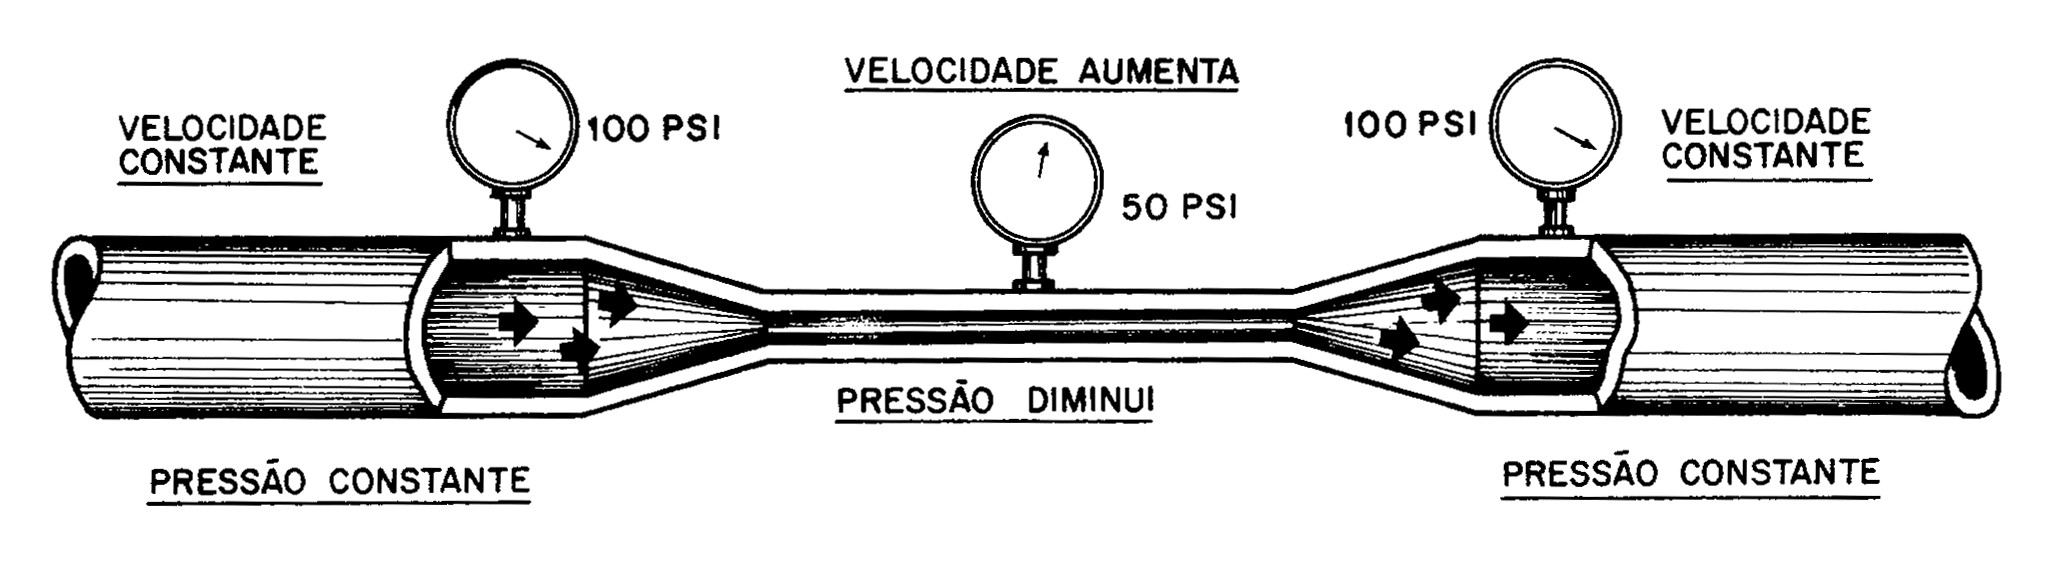 VELOCIDADE AUMENTA
VELOCIDADE
CONSTANTE
100 PSI
50 PSI
100 PSI
VELOCIDADE
CONSTANTE
PRESSÃO DIMINUI
PRESSÃO CONSTANTE
PRESSÃO CONSTANTE